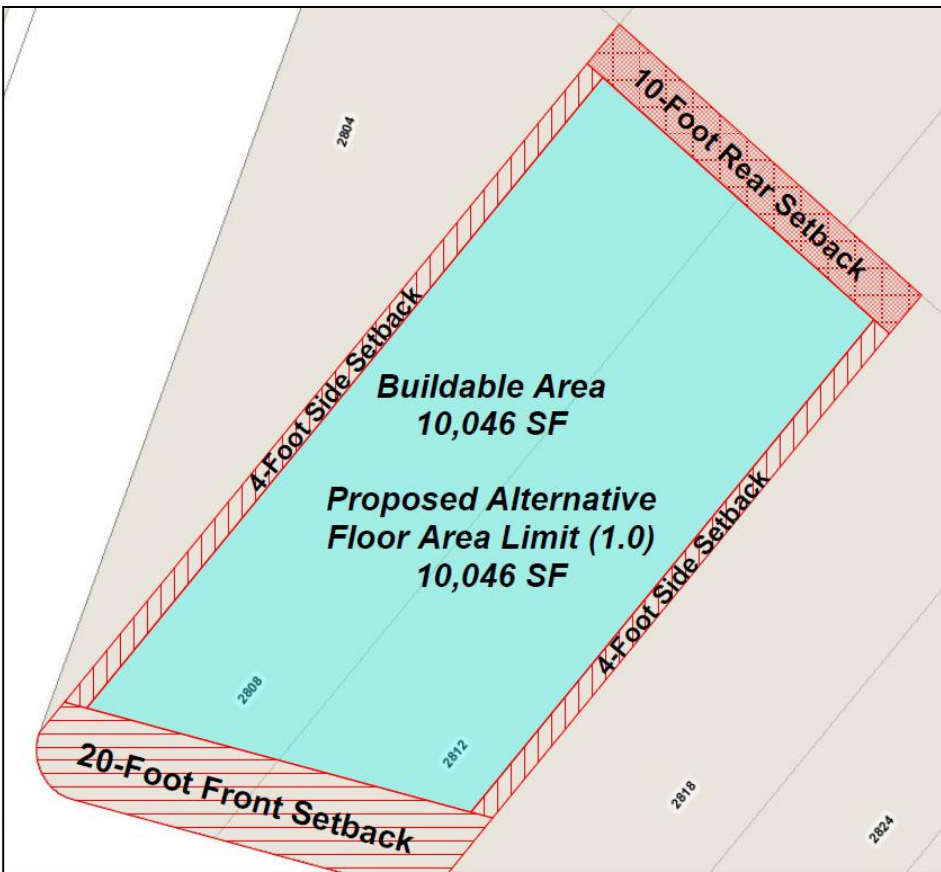 2804
10-Foot Rear Setback
4-Foot Side Setback
Buildable Area
10,046 SF
Proposed Alternative
Floor Area Limit (1.0)
10,046 SF
4-Foot Side Setback
2808
2812
20-Foot Front Setback
2818
2824